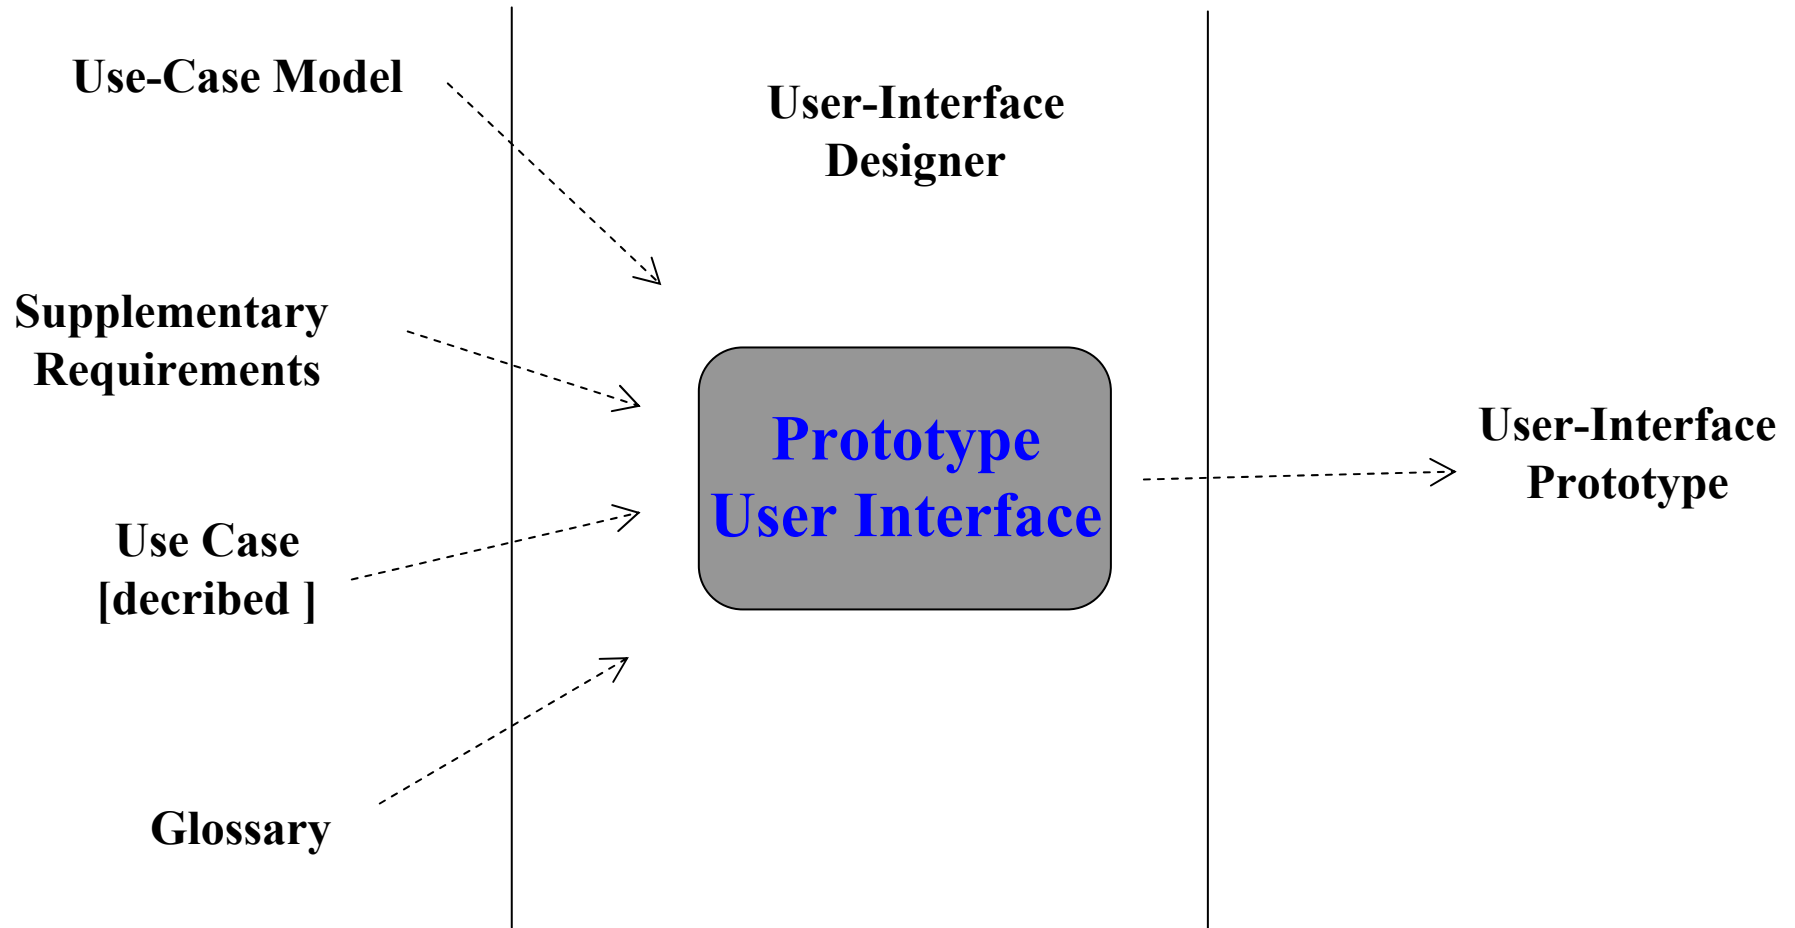 Use-Case Model
Supplementary
Requirements
Use Case
[decribed ]
Glossary
User-Interface
Designer
Prototype
User Interface
User-Interface
Prototype